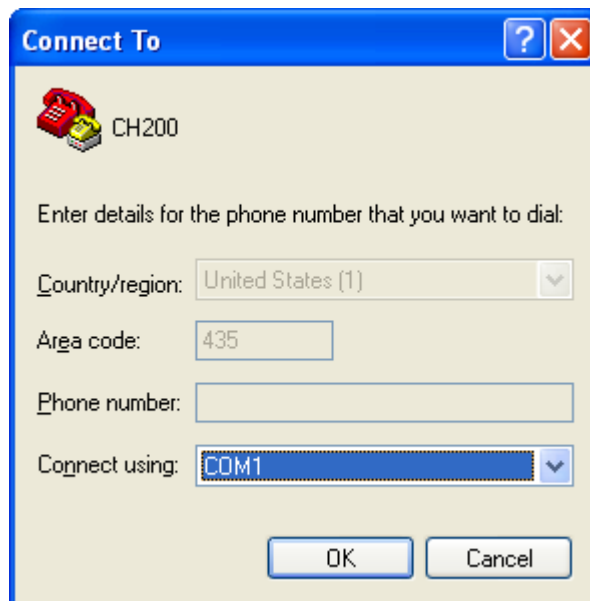 Connect To
CH200
Enter details for the phone number that you want to dial:
Country/region: United States (1)
Area code: 435
Phone number:
Connect using: COM1
OK Cancel